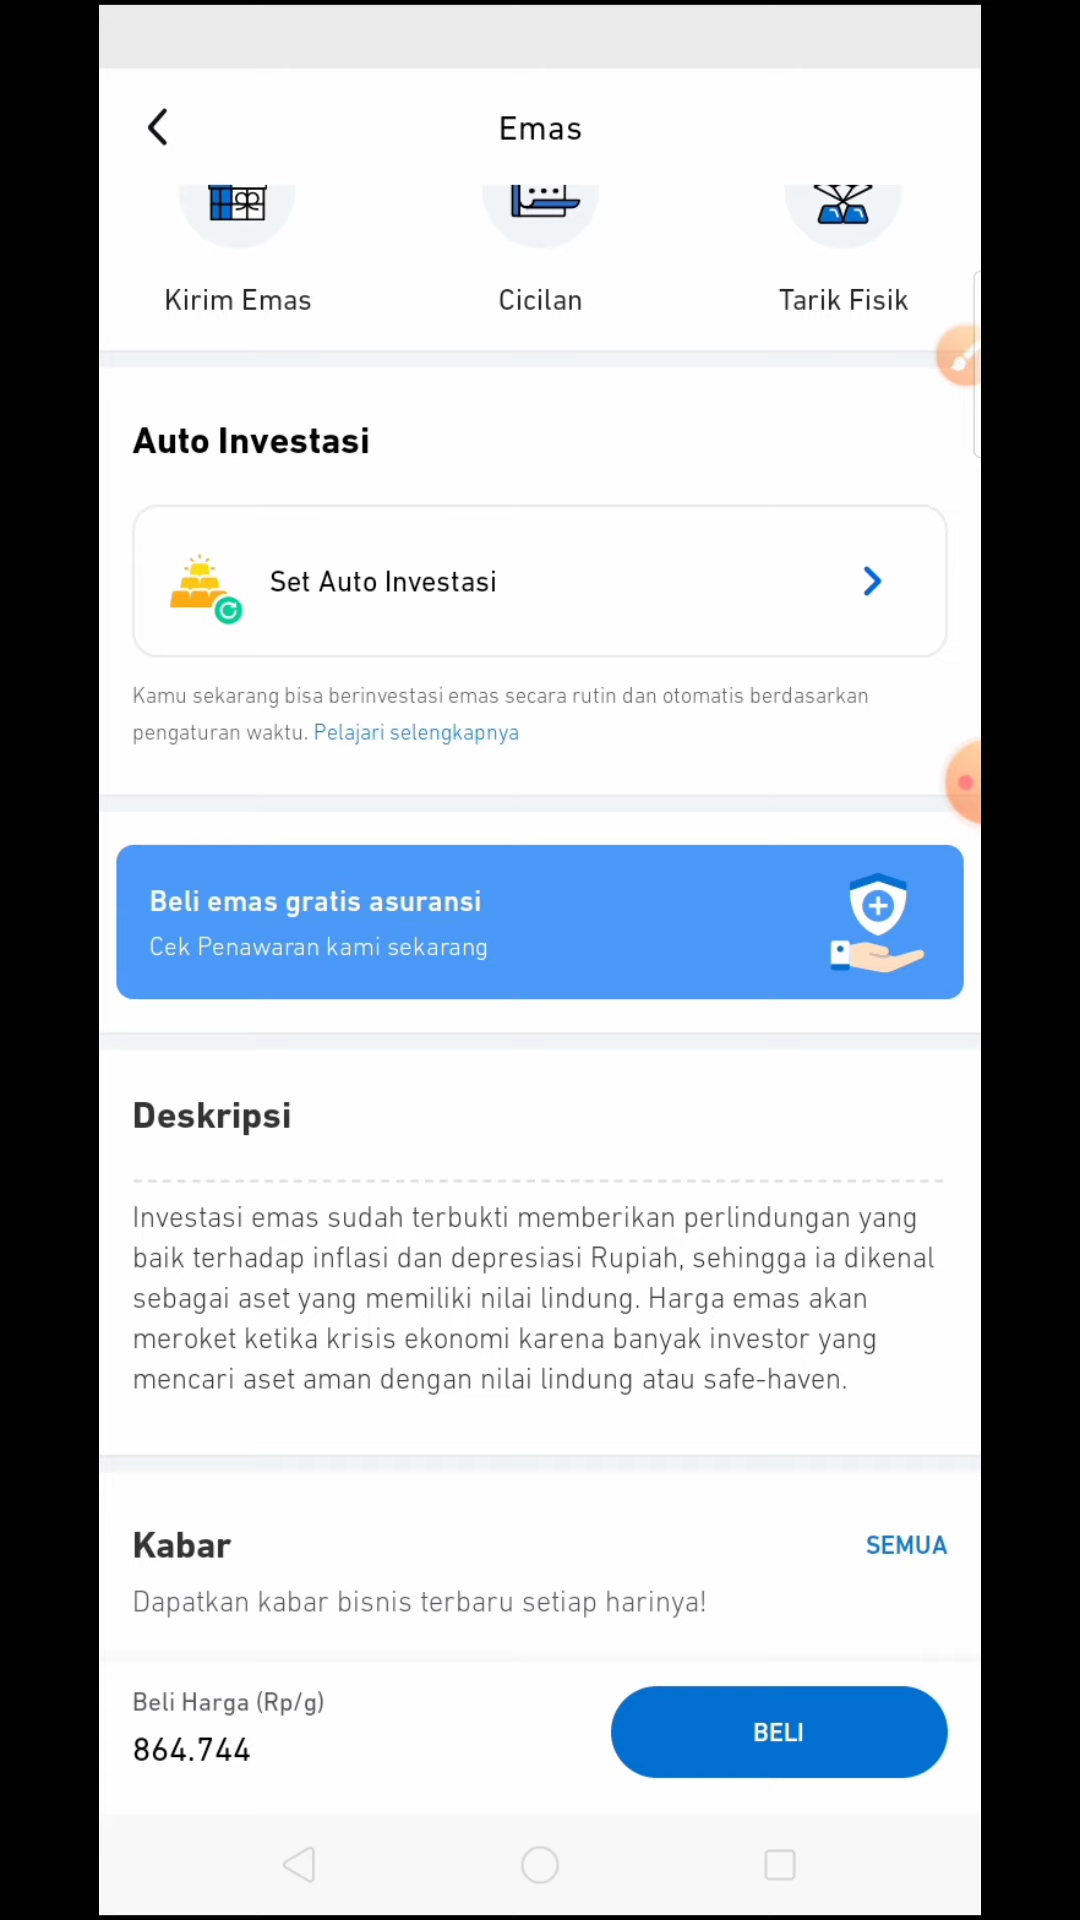 Emas
Kirim Emas
Cicilan
Tarik Fisik
Auto Investasi
Set Auto Investasi
Kamu sekarang bisa berinvestasi emas secara rutin dan otomatis berdasarkan
pengaturan waktu. Pelajari selengkapnya
Beli emas gratis asuransi
Cek Penawaran kami sekarang
Deskripsi
Investasi emas sudah terbukti memberikan perlindungan yang
baik terhadap inflasi dan depresiasi Rupiah, sehingga ia dikenal
sebagai aset yang memiliki nilai lindung. Harga emas akan
meroket ketika krisis ekonomi karena banyak investor yang
mencari aset aman dengan nilai lindung atau safe-haven.
Kabar
SEMUA
Dapatkan kabar bisnis terbaru setiap harinya!
Beli Harga (Rp/g)
864.744
BELI